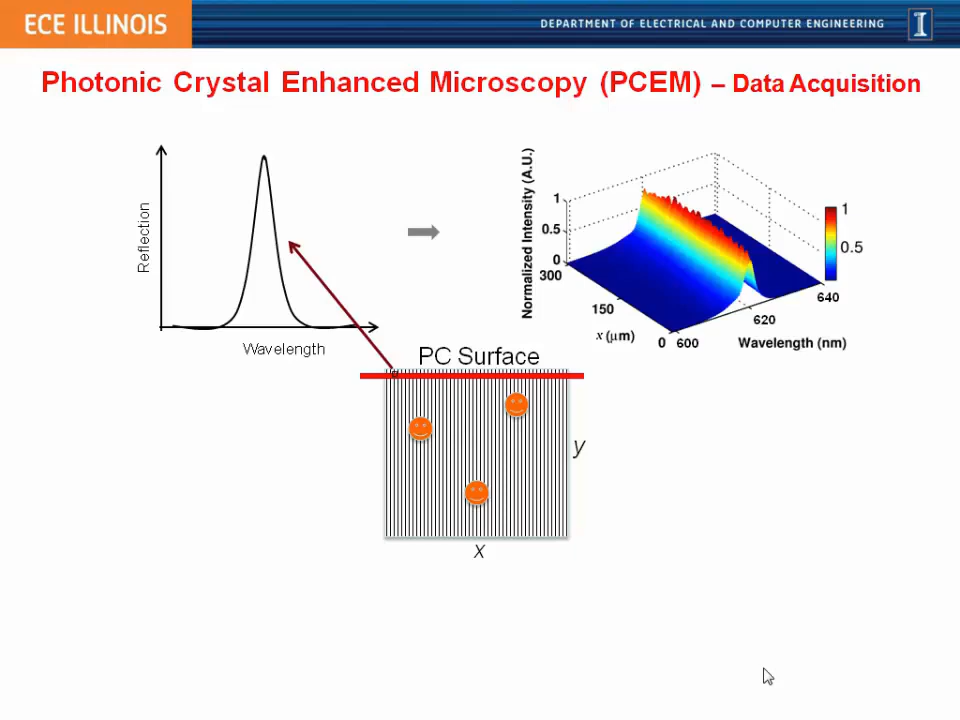 ECE ILLINOIS
DEPARTMENT OF ELECTRICAL AND COMPUTER ENGINEERING
I
Photonic Crystal Enhanced Microscopy (PCEM) – Data Acquisition
Reflection
Wavelength
Normalized Intensity (A.U.)
1
0.5
0
300
150
0
x (μm)
600
620
640
Wavelength (nm)
1
0.5
PC Surface
y
x